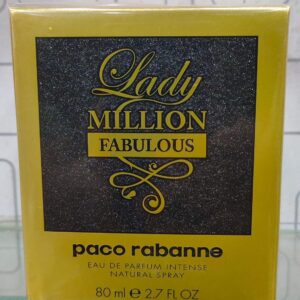 Lady
MILLION
FABULOUS
paco rabanne
EAU DE PARFUM INTENSE
NATURAL SPRAY
80 ml e 2.7 FL OZ